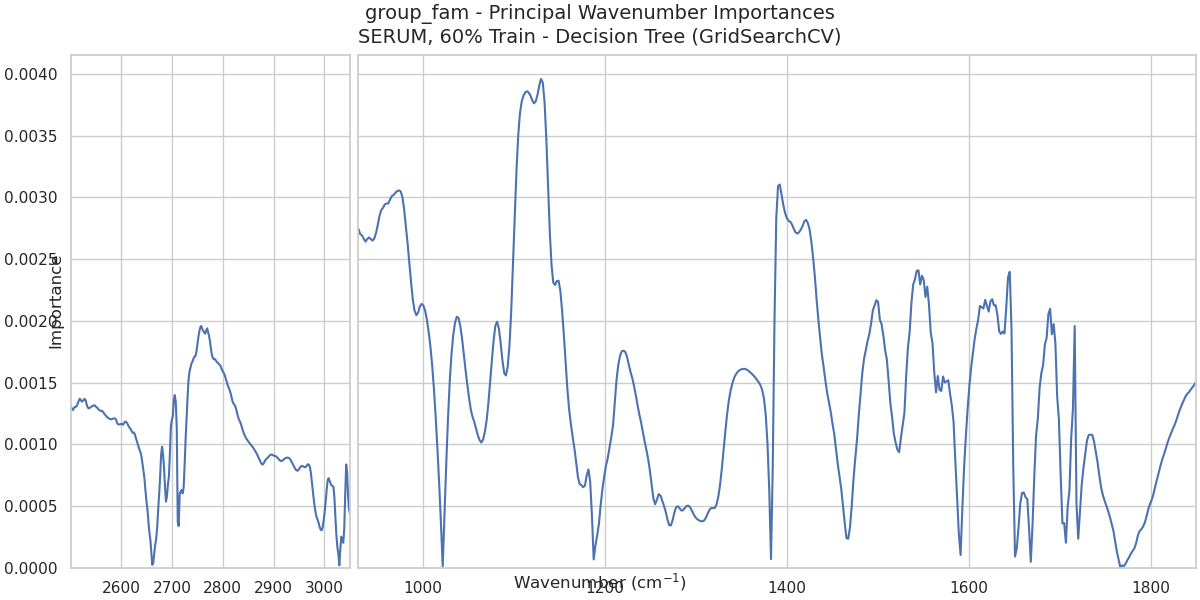 group_fam - Principal Wavenumber Importances
SERUM, 60% Train - Decision Tree (GridSearchCV)
0.0040
0.0035
0.0030
0.0025
0.0020
0.0015
0.0010
0.0005
0.0000
Importance
2600 2700 2800 2900 3000
1000 1200 1400 1600 1800
Wavenumber (cm⁻¹)